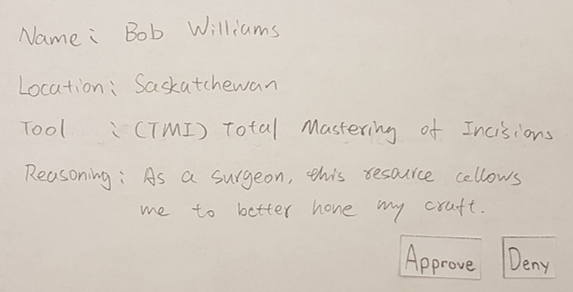 Name : Bob Williams
Location : Saskatchewan
Tool : (TMI) Total Mastering of Incisions
Reasoning : As a surgeon, this resource allows
me to better hone my craft.
Approve Deny